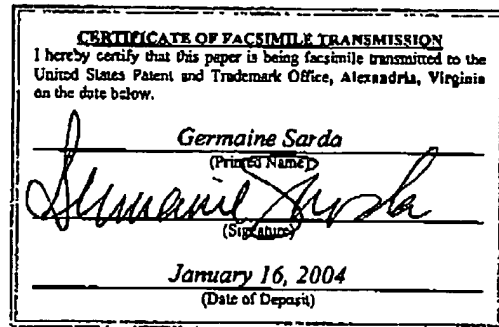 CERTIFICATE OF FACSIMILE TRANSMISSION
I hereby certify that this paper is being facsimile transmitted to the
United States Patent and Trademark Office, Alexandria, Virginia
on the date below.
Germaine Sarda
(Printed Name)
Germaine Sarda
(Signature)
January 16, 2004
(Date of Deposit)